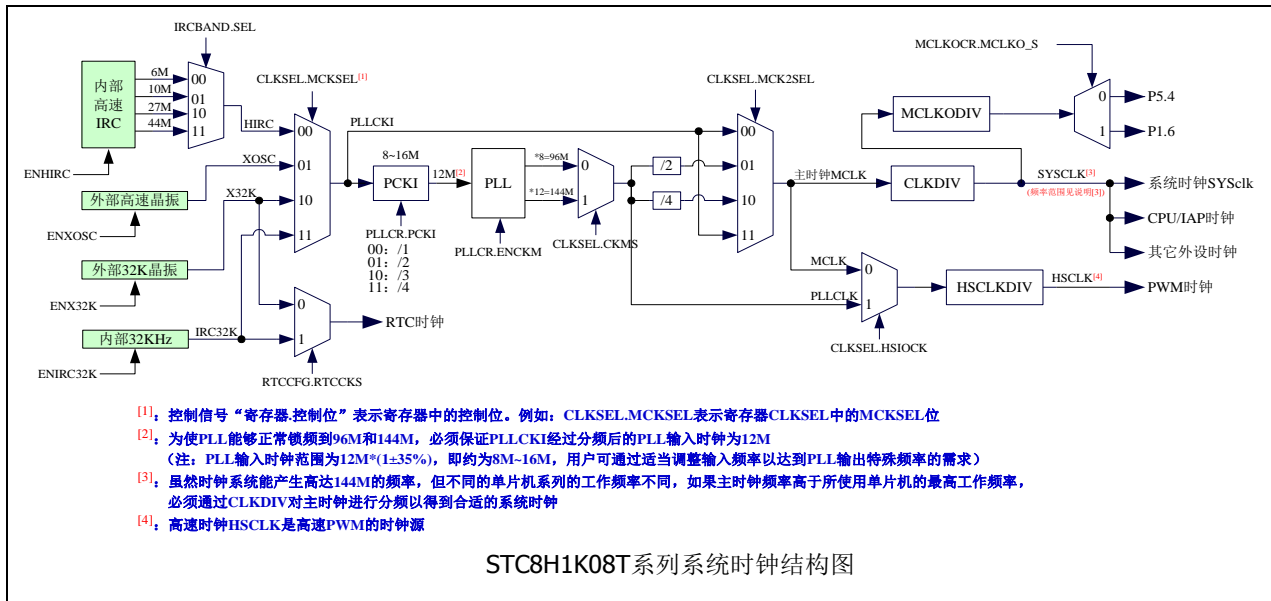 IRCBAND.SEL
MCLKOCR.MCLKO_S
内部
高速
IRC
6M
10M
27M
44M
00
01
10
11
CLKSEL.MCKSEL[1]
CLKSEL.MCK2SEL
HIRC
00
01
10
11
PLLCKI
8~16M
PCKI
12M[2]
PLL
*8=96M
*12=144M
0
1
/2
/4
00
01
10
11
MCLKODIV
0
1
P5.4
P1.6
ENHIRC
XOSC
外部高速晶振
ENXOSC
X32K
外部32K晶振
ENX32K
IRC32K
内部32KHz
ENIRC32K
PLLCR.PCKI
00: /1
01: /2
10: /3
11: /4
PLLCR.ENCKM
CLKSEL.CKMS
主时钟MCLK
CLKDIV
SYSCLK[3]
(频率范围见说明[3])
系统时钟SYSclk
CPU/IAP时钟
其它外设时钟
0
1
RTC时钟
RTCCFG.RTCCKS
MCLK
PLLCLK
0
1
HSCLKDIV
HSCLK[4]
PWM时钟
CLKSEL.HSIOCK
[1]：控制信号“寄存器.控制位”表示寄存器中的控制位。例如：CLKSEL.MCKSEL表示寄存器CLKSEL中的MCKSEL位
[2]：为使PLL能够正常锁频到96M和144M，必须保证PLLCKI经过分频后的PLL输入时钟为12M
（注：PLL输入时钟范围为12M*(1±35%)，即约为8M~16M，用户可通过适当调整输入频率以达到PLL输出特殊频率的需求）
[3]：虽然时钟系统能产生高达144M的频率，但不同的单片机系列的工作频率不同，如果主时钟频率高于所使用单片机的最高工作频率，
必须通过CLKDIV对主时钟进行分频以得到合适的系统时钟
[4]：高速时钟HSCLK是高速PWM的时钟源
STC8H1K08T系列系统时钟结构图